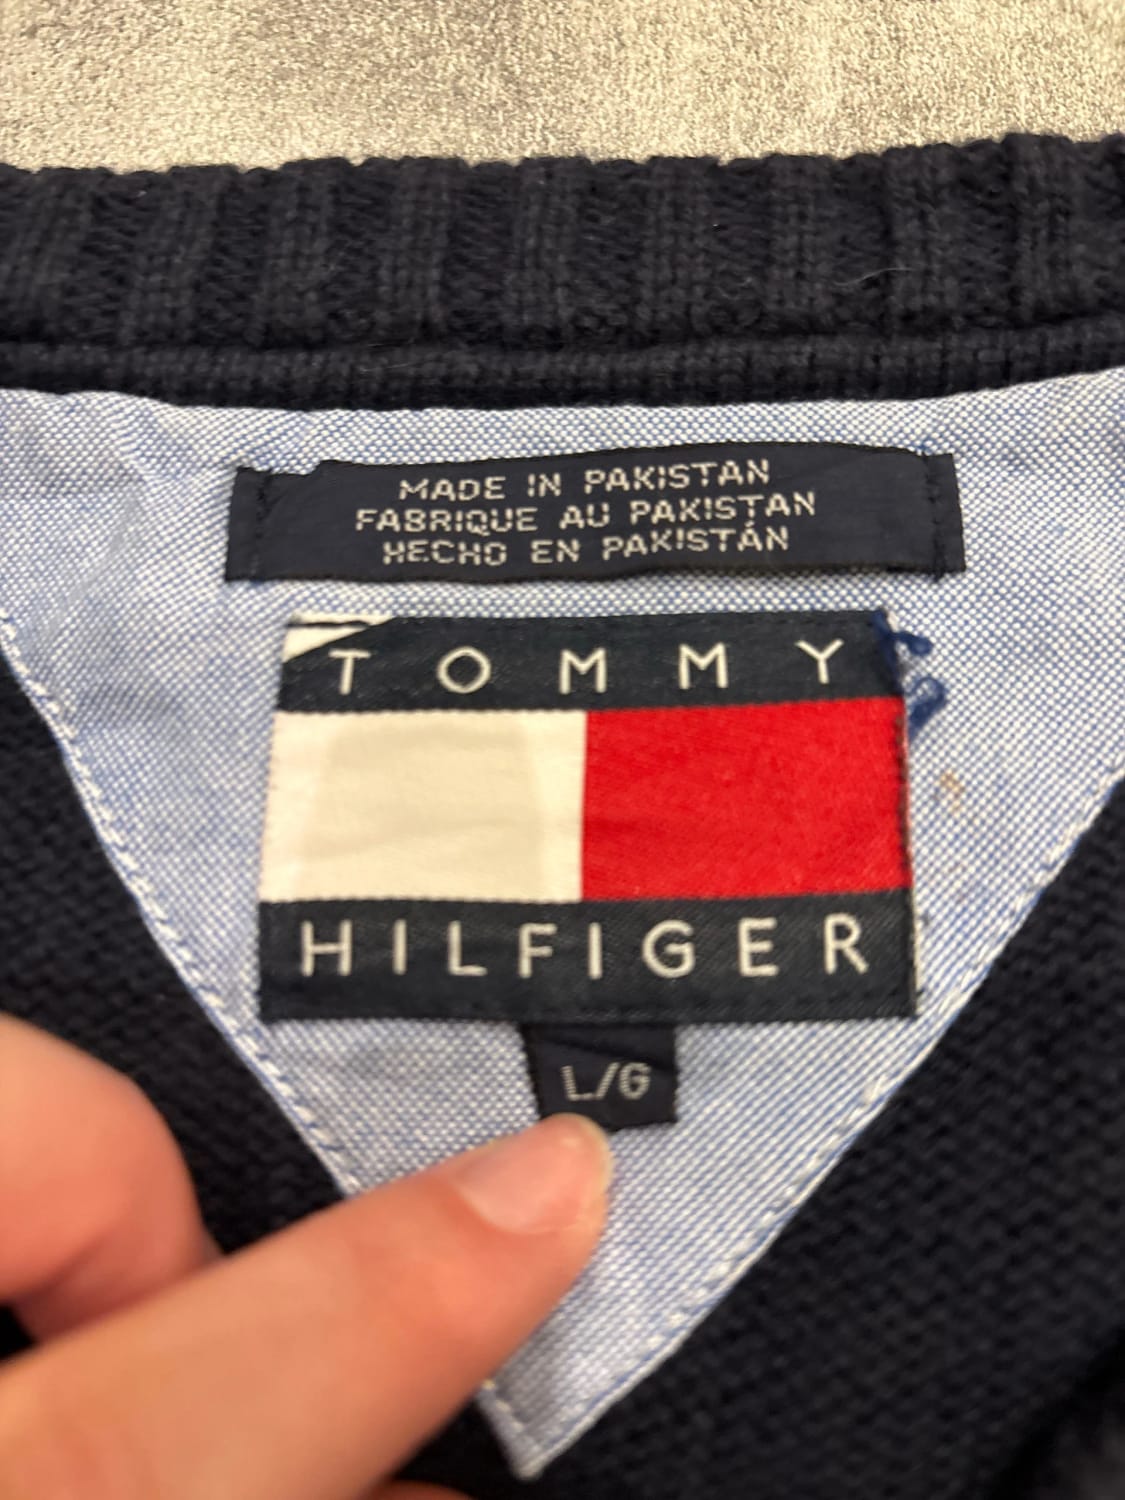 MADE IN PAKISTAN
FABRIQUE AU PAKISTAN
HECHO EN PAKISTÁN
TOMMY
HILFIGER
L/G